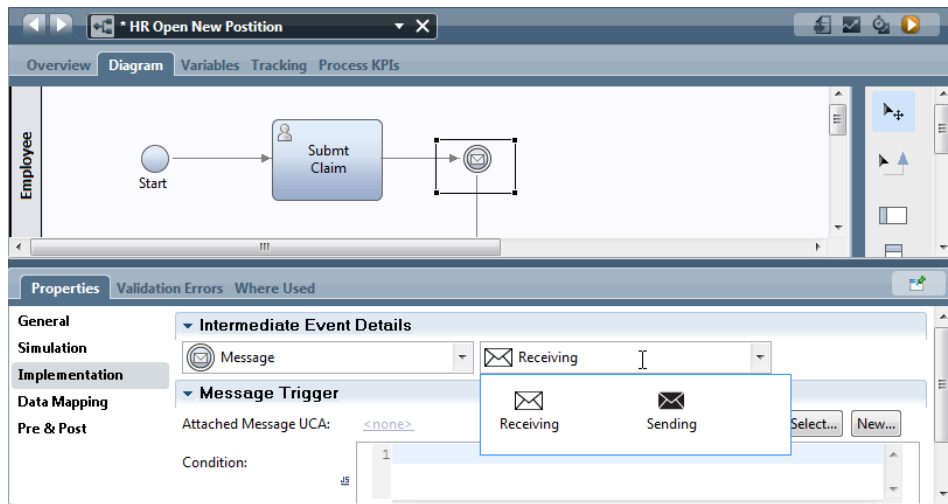 * HR Open New Postition
Overview Diagram Variables Tracking Process KPIs
Employee
Start
Submt
Claim
Properties Validation Errors Where Used
General
Simulation
Implementation
Data Mapping
Pre & Post
Intermediate Event Details
Message Receiving
Receiving Sending
Message Trigger
Attached Message UCA: <none> Select... New...
Condition:
1
JS